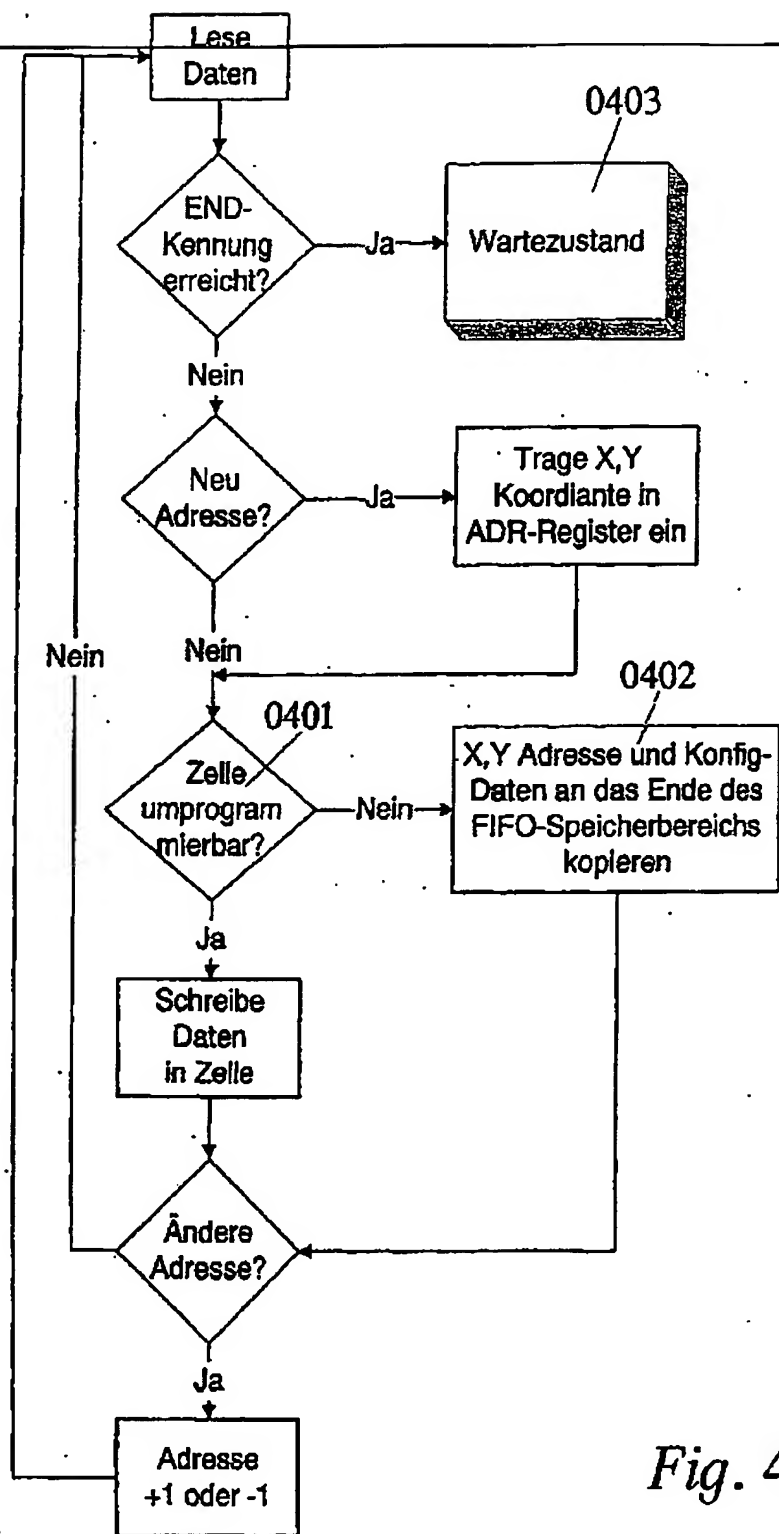 Lese
Daten
0403
END-
Kennung
erreicht?
Ja
Wartezustand
Nein
Neu
Adresse?
Ja
Trage X,Y
Koordiante in
ADR-Register ein
Nein
Nein
0401
0402
Zelle
umprogram
mierbar?
Nein
X,Y Adresse und Konfig-
Daten an das Ende des
FIFO-Speicherbereichs
kopieren
Ja
Schreibe
Daten
in Zelle
Ändere
Adresse?
Ja
Adresse
+1 oder -1
Fig. 4